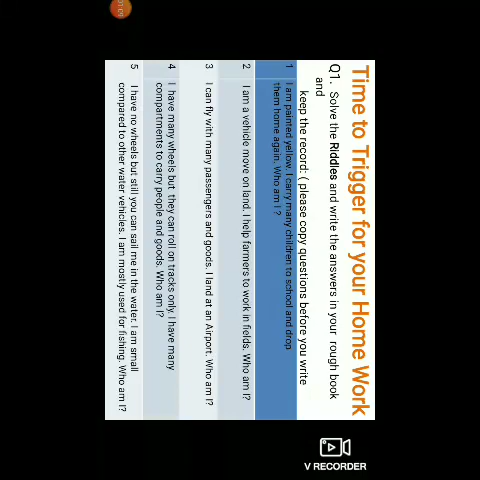 01:09
Time to Trigger for your Home Work
Q1. Solve the Riddles and write the answers in your rough book
and
keep the record: ( please copy questions before you write
1 I am painted yellow. I carry many children to school and drop
them home again. Who am I ?
2 I am a vehicle move on land. I help farmers to work in fields. Who am I?
3 I can fly with many passengers and goods. I land at an Airport. Who am I?
4 I have many wheels but they can roll on tracks only. I have many
compartments to carry people and goods. Who am I?
5 I have no wheels but still you can sail me in the water. I am small
compared to other water vehicles. I am mostly used for fishing. Who am I?
V RECORDER